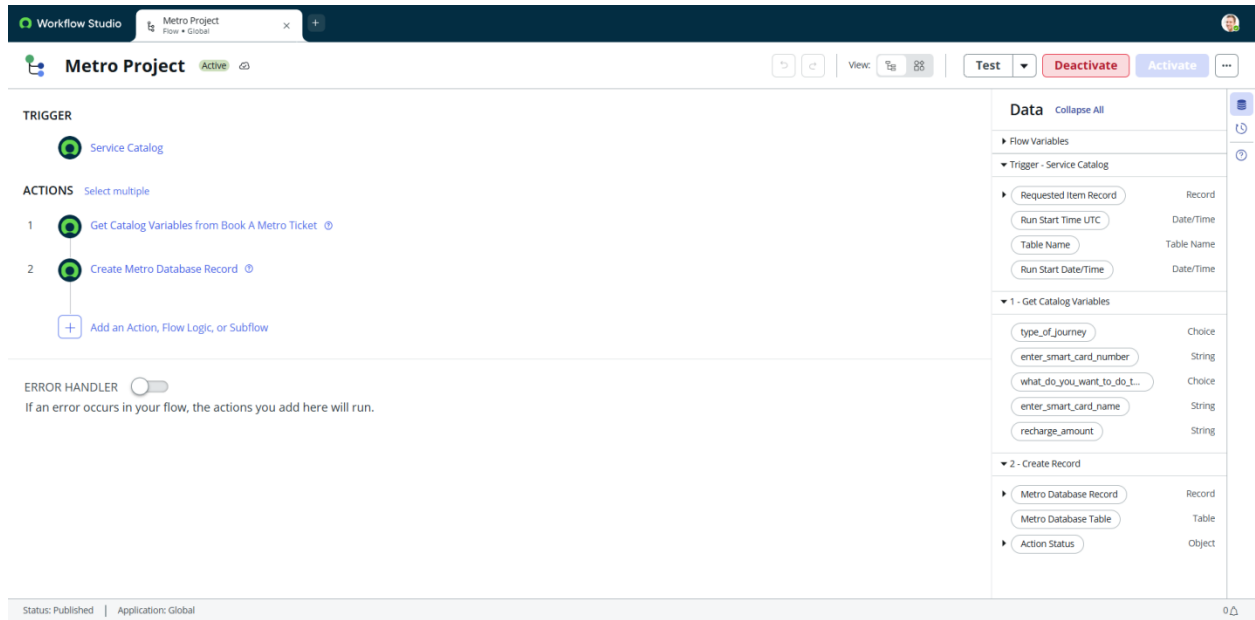 Workflow Studio
Metro Project
Flow • Global
Metro Project Active
View:
Test
Deactivate
Activate
TRIGGER
Service Catalog
ACTIONS Select multiple
1 Get Catalog Variables from Book A Metro Ticket
2 Create Metro Database Record
Add an Action, Flow Logic, or Subflow
ERROR HANDLER
If an error occurs in your flow, the actions you add here will run.
Data Collapse All
Flow Variables
Trigger - Service Catalog
Requested Item Record Record
Run Start Time UTC Date/Time
Table Name Table Name
Run Start Date/Time Date/Time
1 - Get Catalog Variables
type_of_journey Choice
enter_smart_card_number String
what_do_you_want_to_do_t... Choice
enter_smart_card_name String
recharge_amount String
2 - Create Record
Metro Database Record Record
Metro Database Table Table
Action Status Object
Status: Published | Application: Global
0